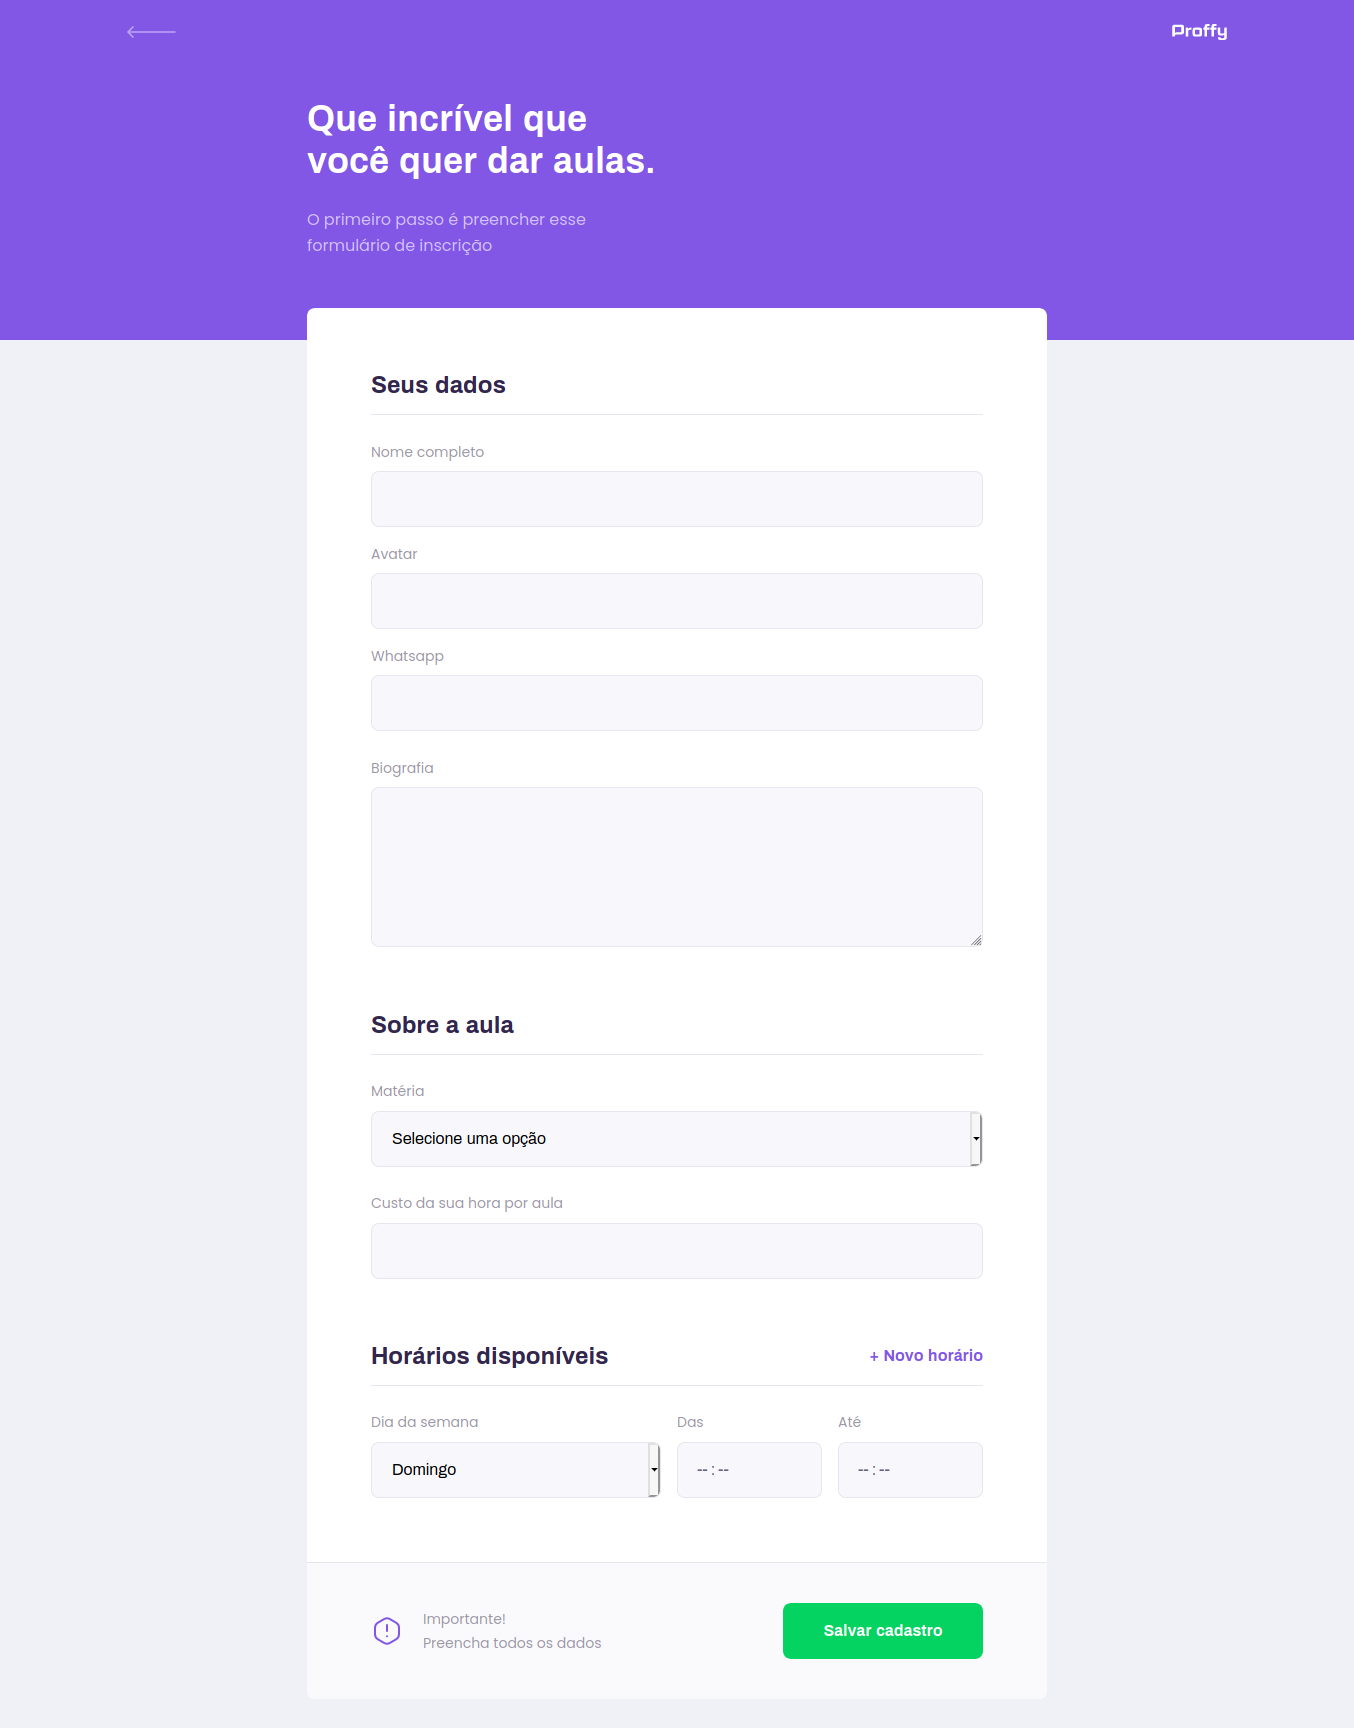 Proffy
Que incrível que
você quer dar aulas.
O primeiro passo é preencher esse
formulário de inscrição
Seus dados
Nome completo
Avatar
Whatsapp
Biografia
Sobre a aula
Matéria
Selecione uma opção
Custo da sua hora por aula
Horários disponíveis
+ Novo horário
Dia da semana
Das
Até
Domingo
-- : --
-- : --
Importante!
Preencha todos os dados
Salvar cadastro